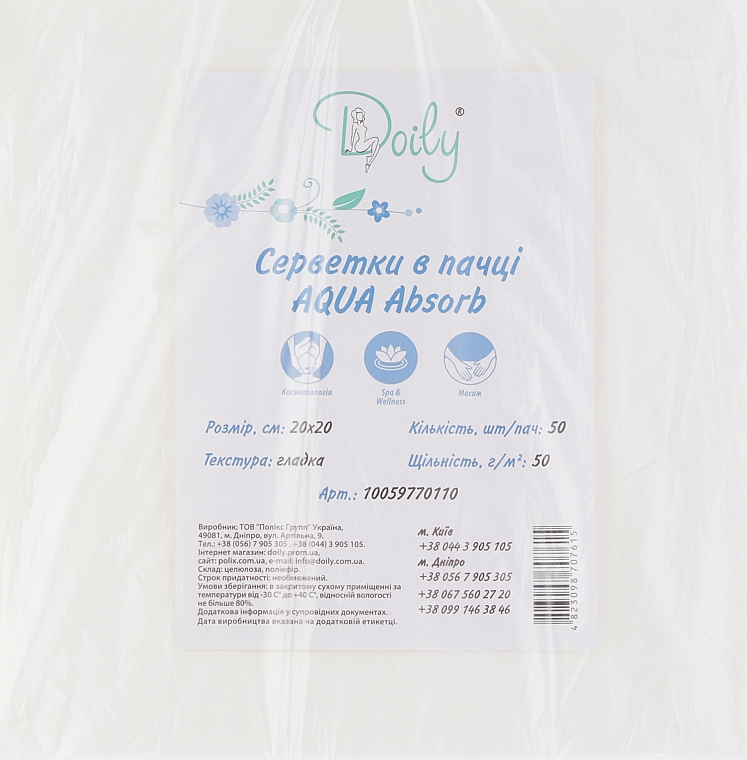 Doily®
Серветки в пачці
AQUA Absorb
Косметологія
Spa &
Wellness
Масаж
Розмір, см: 20х20
Кількість, шт/пач: 50
Текстура: гладка
Щільність, г/м²: 50
Арт.: 10059770110
Виробник: ТОВ "Полікс Групп" Україна,
49081, м. Дніпро, вул. Артільна, 9,
Тел.: +38 (056) 7 905 305 , +38 (044) 3 905 105.
Інтернет магазин: doily.prom.ua,
сайт: polix.com.ua, e-mail: info@doily.com.ua.
Склад: целюлоза, поліефір.
Строк придатності: необмежений.
Умови зберігання: в закритому сухому приміщенні за
температури від -30 С° до +40 С°, відносній вологості
не більше 80%.
Додаткова інформація у супровідних документах.
Дата виробництва вказана на додатковій етикетці.
м. Київ
+38 044 3 905 105
м. Дніпро
+38 056 7 905 305
+38 067 560 27 20
+38 099 146 38 46
4 823098 707615